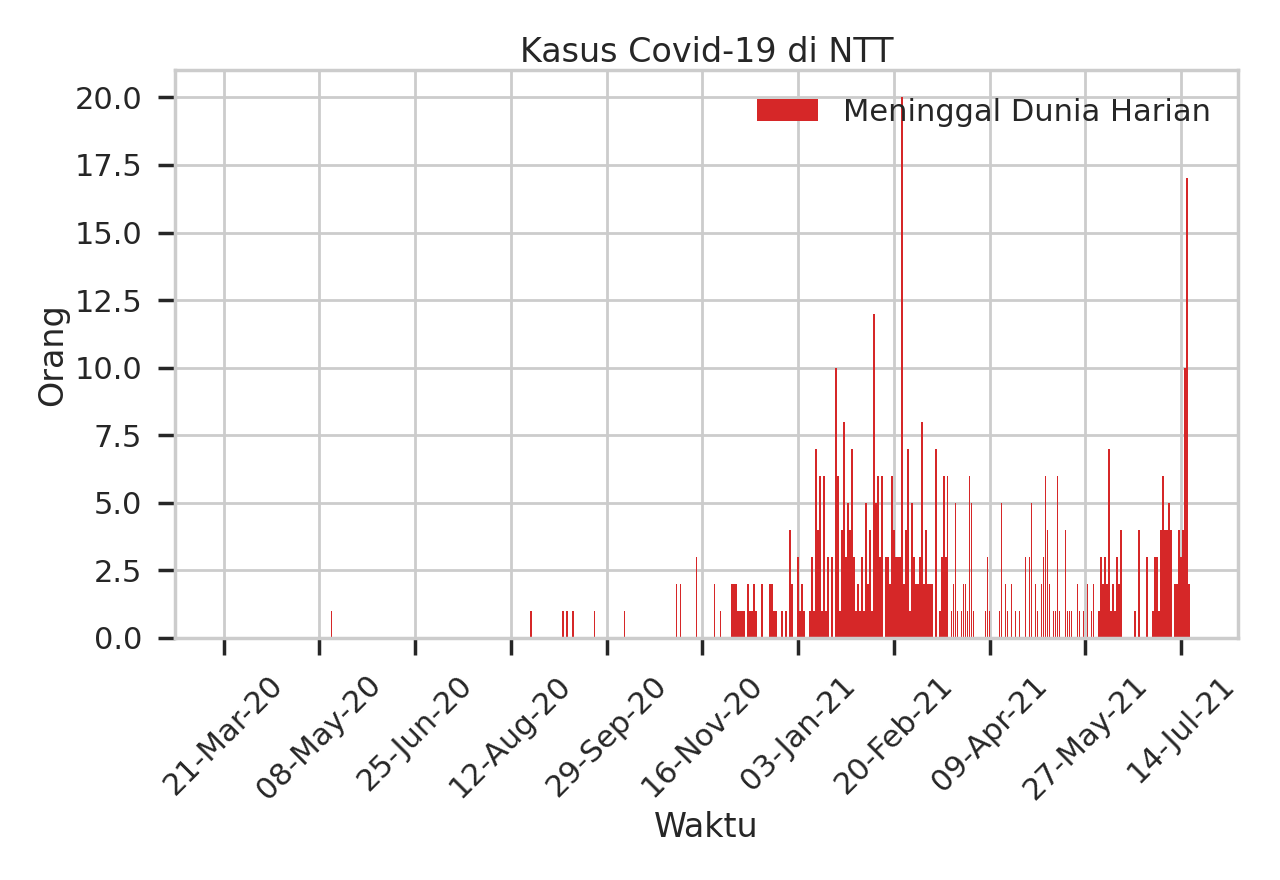 Kasus Covid-19 di NTT
Meninggal Dunia Harian
Orang
20.0
17.5
15.0
12.5
10.0
7.5
5.0
2.5
0.0
21-Mar-20
08-May-20
25-Jun-20
12-Aug-20
29-Sep-20
16-Nov-20
03-Jan-21
20-Feb-21
09-Apr-21
27-May-21
14-Jul-21
Waktu